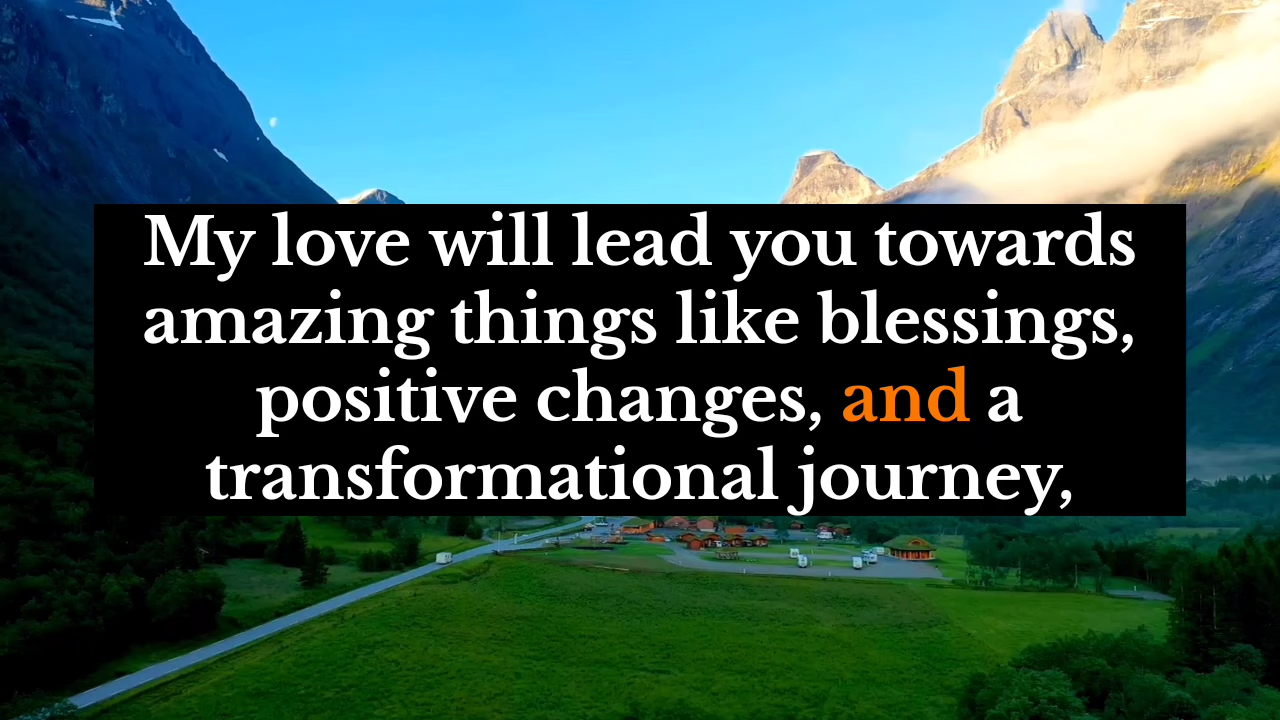 My love will lead you towards
amazing things like blessings,
positive changes, and a
transformational journey,